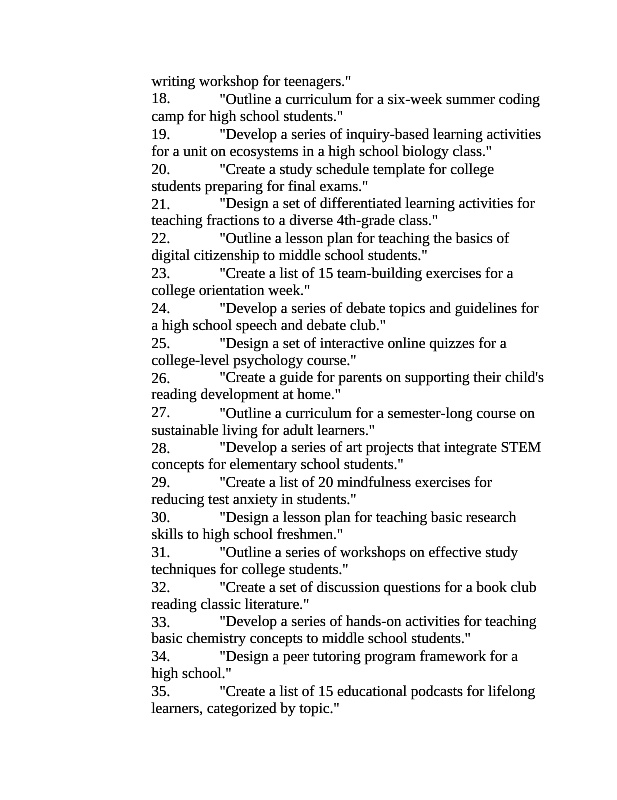 writing workshop for teenagers."
18. "Outline a curriculum for a six-week summer coding
camp for high school students."
19. "Develop a series of inquiry-based learning activities
for a unit on ecosystems in a high school biology class."
20. "Create a study schedule template for college
students preparing for final exams."
21. "Design a set of differentiated learning activities for
teaching fractions to a diverse 4th-grade class."
22. "Outline a lesson plan for teaching the basics of
digital citizenship to middle school students."
23. "Create a list of 15 team-building exercises for a
college orientation week."
24. "Develop a series of debate topics and guidelines for
a high school speech and debate club."
25. "Design a set of interactive online quizzes for a
college-level psychology course."
26. "Create a guide for parents on supporting their child's
reading development at home."
27. "Outline a curriculum for a semester-long course on
sustainable living for adult learners."
28. "Develop a series of art projects that integrate STEM
concepts for elementary school students."
29. "Create a list of 20 mindfulness exercises for
reducing test anxiety in students."
30. "Design a lesson plan for teaching basic research
skills to high school freshmen."
31. "Outline a series of workshops on effective study
techniques for college students."
32. "Create a set of discussion questions for a book club
reading classic literature."
33. "Develop a series of hands-on activities for teaching
basic chemistry concepts to middle school students."
34. "Design a peer tutoring program framework for a
high school."
35. "Create a list of 15 educational podcasts for lifelong
learners, categorized by topic."